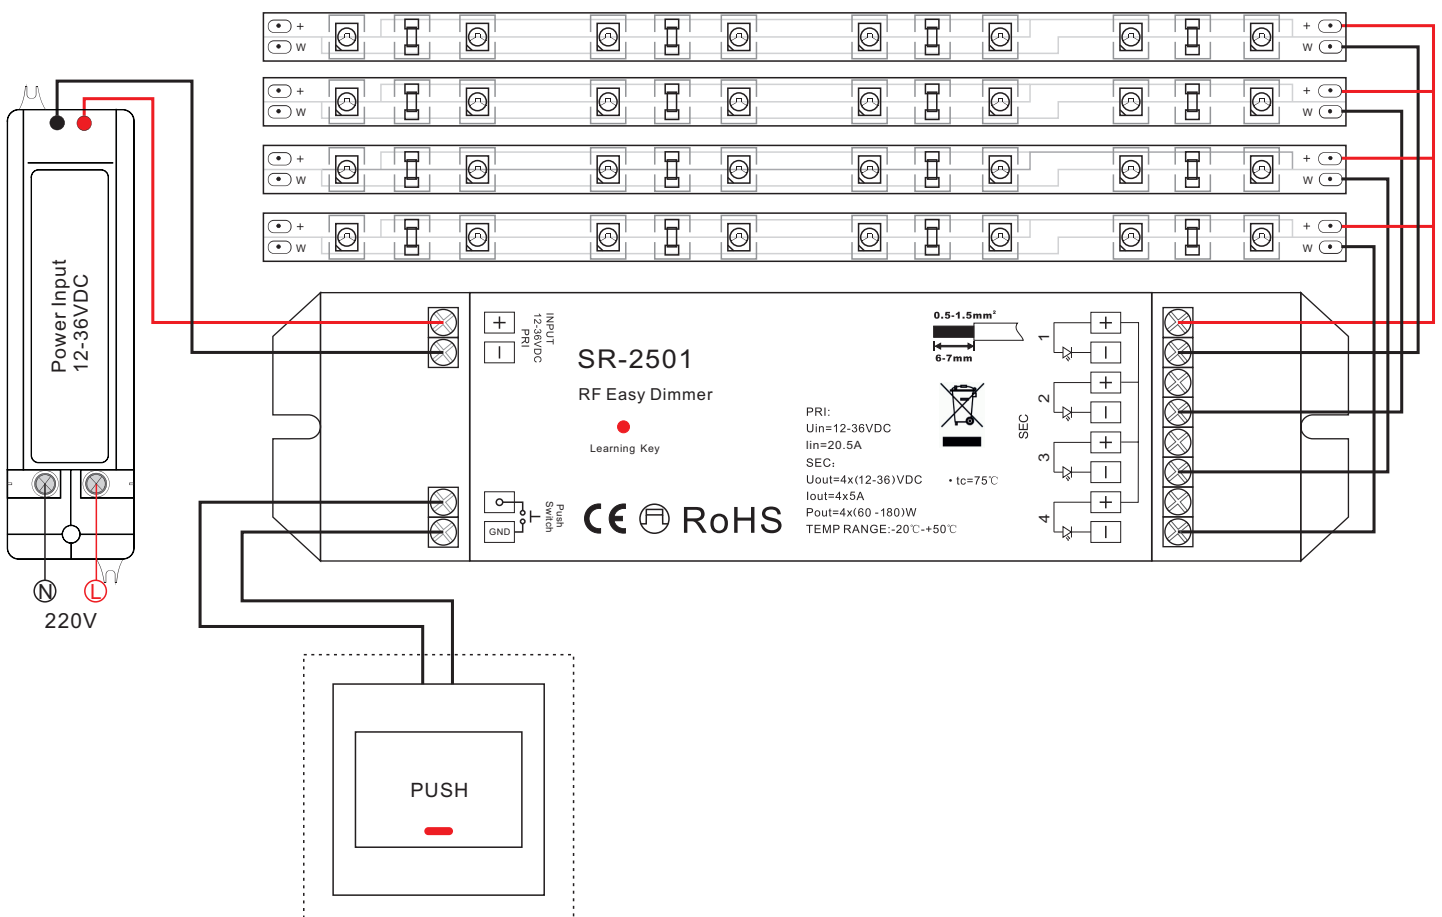 + +
W W
+ +
W W
+ +
W W
+ +
W W
Power Input
12-36VDC
N L
220V
+
−
INPUT
12-36VDC
PRI
SR-2501
RF Easy Dimmer
Learning Key
GND
Push
Switch
CE RoHS
PRI:
Uin=12-36VDC
Iin=20.5A
SEC:
Uout=4x(12-36)VDC
Iout=4x5A
Pout=4x(60-180)W
TEMP RANGE:-20℃-+50℃
0.5-1.5mm²
6-7mm
• tc=75℃
SEC
1
+
−
2
+
−
3
+
−
4
+
−
PUSH